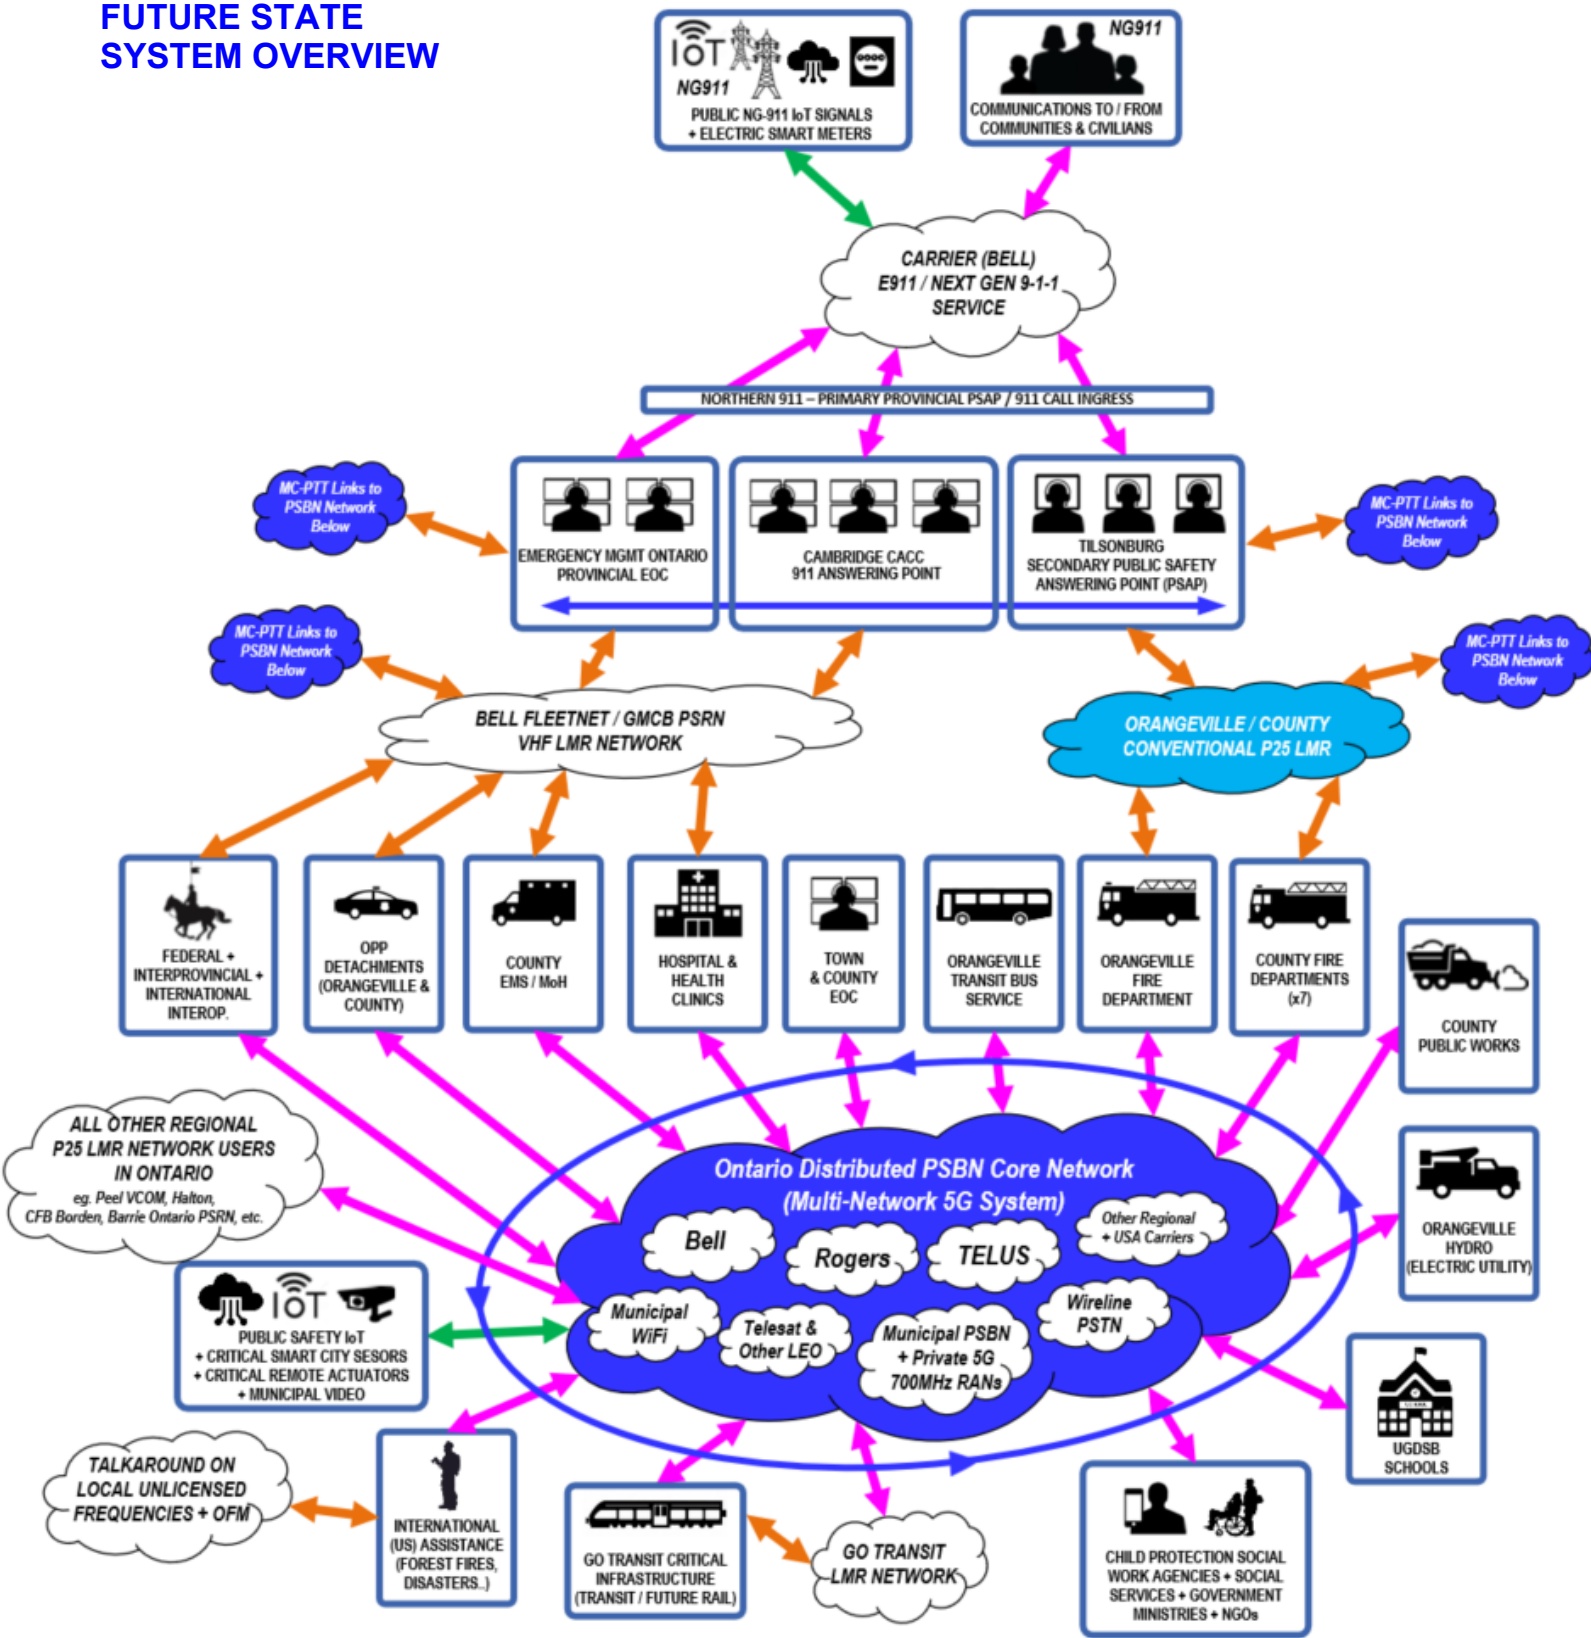 FUTURE STATE
SYSTEM OVERVIEW
IoT
NG911
PUBLIC NG-911 IoT SIGNALS
+ ELECTRIC SMART METERS
NG911
COMMUNICATIONS TO / FROM
COMMUNITIES & CIVILIANS
CARRIER (BELL)
E911 / NEXT GEN 9-1-1
SERVICE
NORTHERN 911 – PRIMARY PROVINCIAL PSAP / 911 CALL INGRESS
MC-PTT Links to
PSBN Network
Below
EMERGENCY MGMT ONTARIO
PROVINCIAL EOC
CAMBRIDGE CACC
911 ANSWERING POINT
TILSONBURG
SECONDARY PUBLIC SAFETY
ANSWERING POINT (PSAP)
MC-PTT Links to
PSBN Network
Below
MC-PTT Links to
PSBN Network
Below
BELL FLEETNET / GMCB PSRN
VHF LMR NETWORK
ORANGEVILLE / COUNTY
CONVENTIONAL P25 LMR
MC-PTT Links to
PSBN Network
Below
FEDERAL +
INTERPROVINCIAL +
INTERNATIONAL
INTEROP.
OPP
DETACHMENTS
(ORANGEVILLE &
COUNTY)
COUNTY
EMS / MoH
HOSPITAL &
HEALTH
CLINICS
TOWN
& COUNTY
EOC
ORANGEVILLE
TRANSIT BUS
SERVICE
ORANGEVILLE
FIRE
DEPARTMENT
COUNTY FIRE
DEPARTMENTS
(x7)
COUNTY
PUBLIC WORKS
ALL OTHER REGIONAL
P25 LMR NETWORK USERS
IN ONTARIO
eg. Peel VCOM, Halton,
CFB Borden, Barrie Ontario PSRN, etc.
Ontario Distributed PSBN Core Network
(Multi-Network 5G System)
Bell
Rogers
TELUS
Other Regional
+ USA Carriers
Municipal
WiFi
Telesat &
Other LEO
Municipal PSBN
+ Private 5G
700MHz RANs
Wireline
PSTN
ORANGEVILLE
HYDRO
(ELECTRIC UTILITY)
IoT
PUBLIC SAFETY IoT
+ CRITICAL SMART CITY SESORS
+ CRITICAL REMOTE ACTUATORS
+ MUNICIPAL VIDEO
UGDSB
SCHOOLS
TALKAROUND ON
LOCAL UNLICENSED
FREQUENCIES + OFM
INTERNATIONAL
(US) ASSISTANCE
(FOREST FIRES,
DISASTERS..)
GO TRANSIT CRITICAL
INFRASTRUCTURE
(TRANSIT / FUTURE RAIL)
GO TRANSIT
LMR NETWORK
CHILD PROTECTION SOCIAL
WORK AGENCIES + SOCIAL
SERVICES + GOVERNMENT
MINISTRIES + NGOs